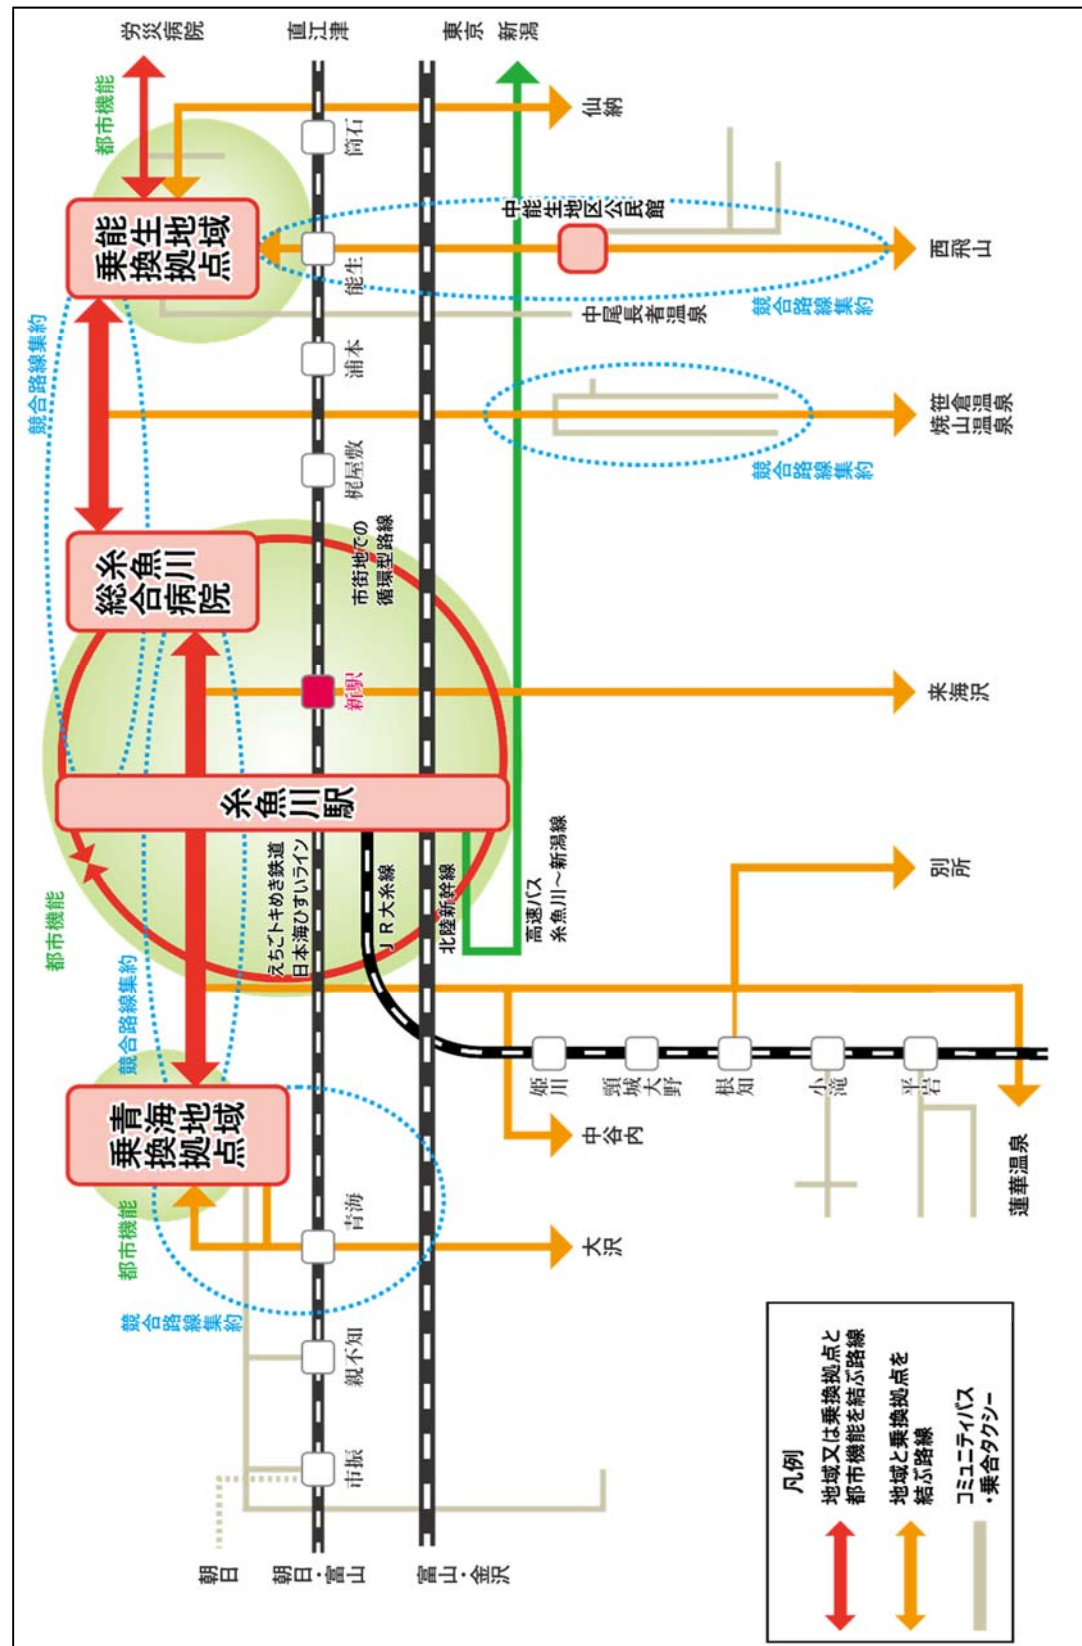 労災病院
直江津
東京
新潟
都市機能
能生地域
乗換拠点
筒石
仙納
中能生地区公民館
能生
西飛山
競合路線集約
中尾長者温泉
競合路線集約
浦本
笹倉温泉
焼山温泉
競合路線集約
梶屋敷
糸魚川
総合病院
市街地での
循環型路線
新駅
来海沢
糸魚川駅
都市機能
えちごトキめき鉄道
日本海ひすいライン
JR大糸線
北陸新幹線
高速バス
糸魚川~新潟線
別所
競合路線集約
青海地域
乗換拠点
姫川
頸城大野
根知
小滝
平岩
中谷内
蓮華温泉
都市機能
青海
大沢
競合路線集約
親不知
市振
朝日
朝日・富山
富山・金沢
凡例
地域又は乗換拠点と
都市機能を結ぶ路線
地域と乗換拠点を
結ぶ路線
コミュニティバス
・乗合タクシー